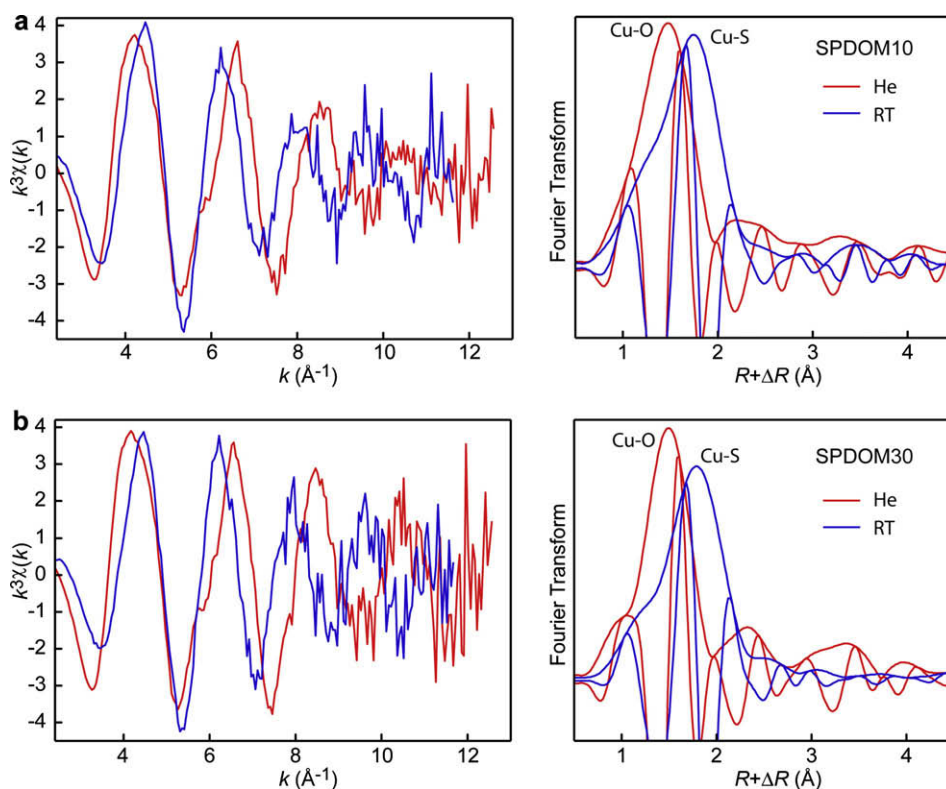 a
4
3
2
1
0
-1
-2
-3
-4
k³χ(k)
4 6 8 10 12
k (Å⁻¹)
Cu-O
Cu-S
SPDOM10
He
RT
Fourier Transform
1 2 3 4
R+ΔR (Å)
b
4
3
2
1
0
-1
-2
-3
-4
k³χ(k)
4 6 8 10 12
k (Å⁻¹)
Cu-O
Cu-S
SPDOM30
He
RT
Fourier Transform
1 2 3 4
R+ΔR (Å)